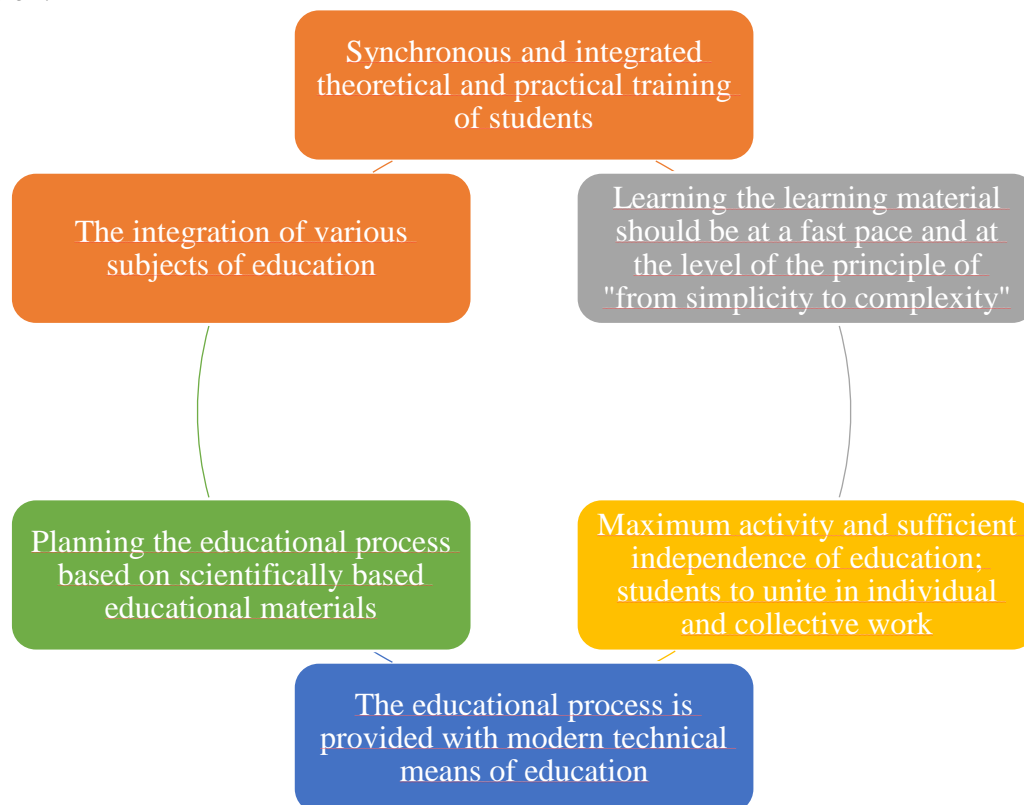 Synchronous and integrated
theoretical and practical training
of students
The integration of various
subjects of education
Learning the learning material
should be at a fast pace and at
the level of the principle of
"from simplicity to complexity"
Planning the educational process
based on scientifically based
educational materials
Maximum activity and sufficient
independence of education;
students to unite in individual
and collective work
The educational process is
provided with modern technical
means of education